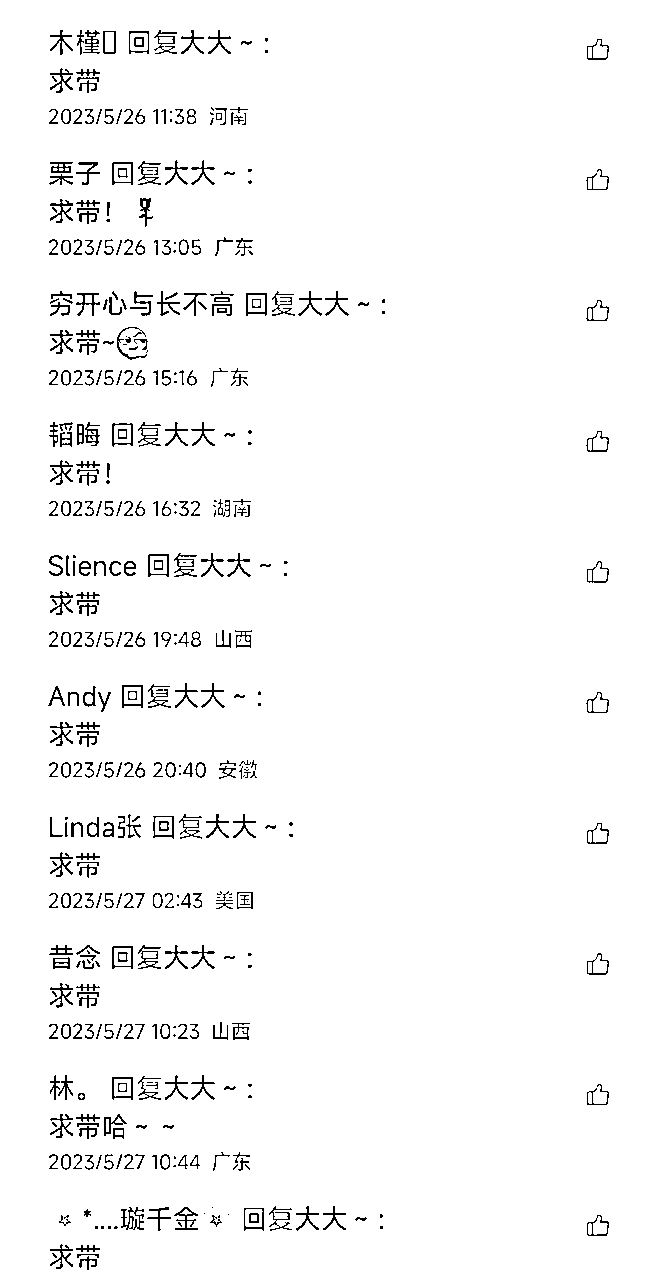 木槿 回复大大~:
求带
2023/5/26 11:38 河南
栗子 回复大大~:
求带!
2023/5/26 13:05 广东
穷开心与长不高 回复大大~:
求带~
2023/5/26 15:16 广东
韬晦 回复大大~:
求带!
2023/5/26 16:32 湖南
Slience 回复大大~:
求带
2023/5/26 19:48 山西
Andy 回复大大~:
求带
2023/5/26 20:40 安徽
Linda张 回复大大~:
求带
2023/5/27 02:43 美国
昔念 回复大大~:
求带
2023/5/27 10:23 山西
林。 回复大大~:
求带哈~ ~
2023/5/27 10:44 广东
*....璇千金 回复大大~:
求带